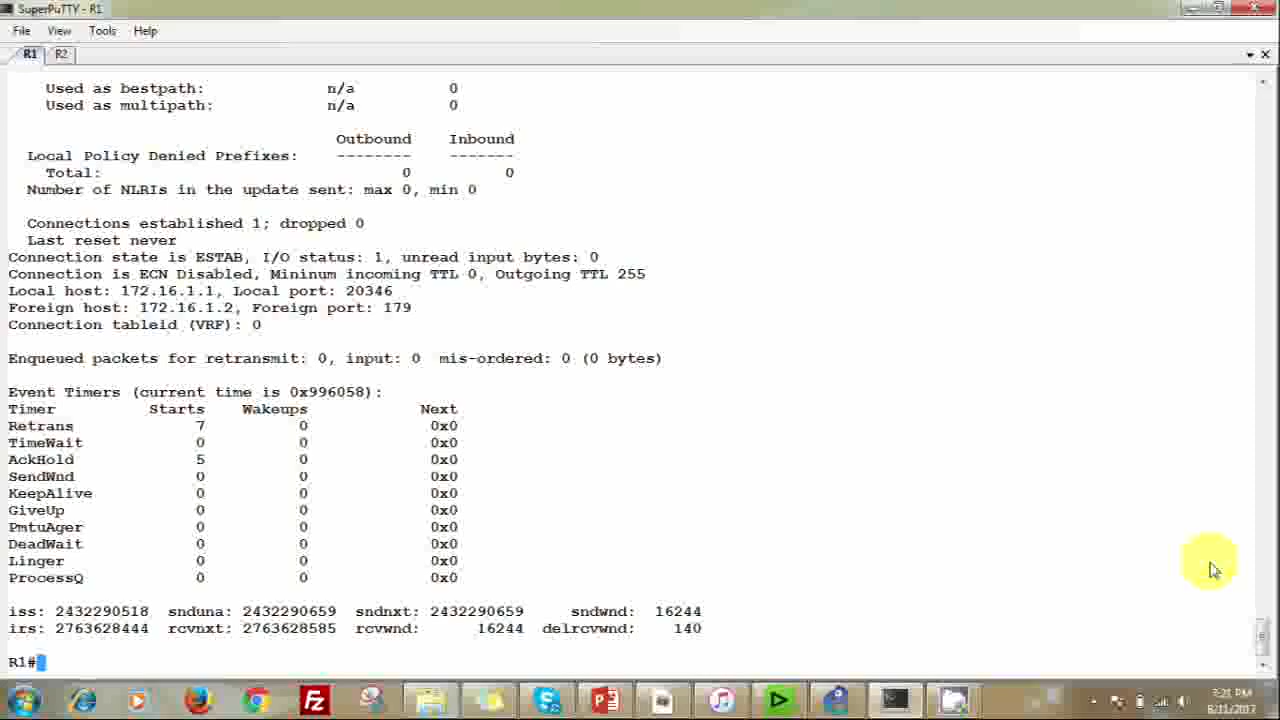 SuperPuTTY - R1
File View Tools Help
R1 R2
Used as bestpath: n/a 0
Used as multipath: n/a 0
Outbound Inbound
Local Policy Denied Prefixes: -------- -------
Total: 0 0
Number of NLRIs in the update sent: max 0, min 0
Connections established 1; dropped 0
Last reset never
Connection state is ESTAB, I/O status: 1, unread input bytes: 0
Connection is ECN Disabled, Mininum incoming TTL 0, Outgoing TTL 255
Local host: 172.16.1.1, Local port: 20346
Foreign host: 172.16.1.2, Foreign port: 179
Connection tableid (VRF): 0
Enqueued packets for retransmit: 0, input: 0 mis-ordered: 0 (0 bytes)
Event Timers (current time is 0x996058):
Timer Starts Wakeups Next
Retrans 7 0 0x0
TimeWait 0 0 0x0
AckHold 5 0 0x0
SendWnd 0 0 0x0
KeepAlive 0 0 0x0
GiveUp 0 0 0x0
PmtuAger 0 0 0x0
DeadWait 0 0 0x0
Linger 0 0 0x0
ProcessQ 0 0 0x0
iss: 2432290518 snduna: 2432290659 sndnxt: 2432290659 sndwnd: 16244
irs: 2763628444 rcvnxt: 2763628585 rcvwnd: 16244 delrcvwnd: 140
R1#
Fz
7:21 PM
8/11/2017